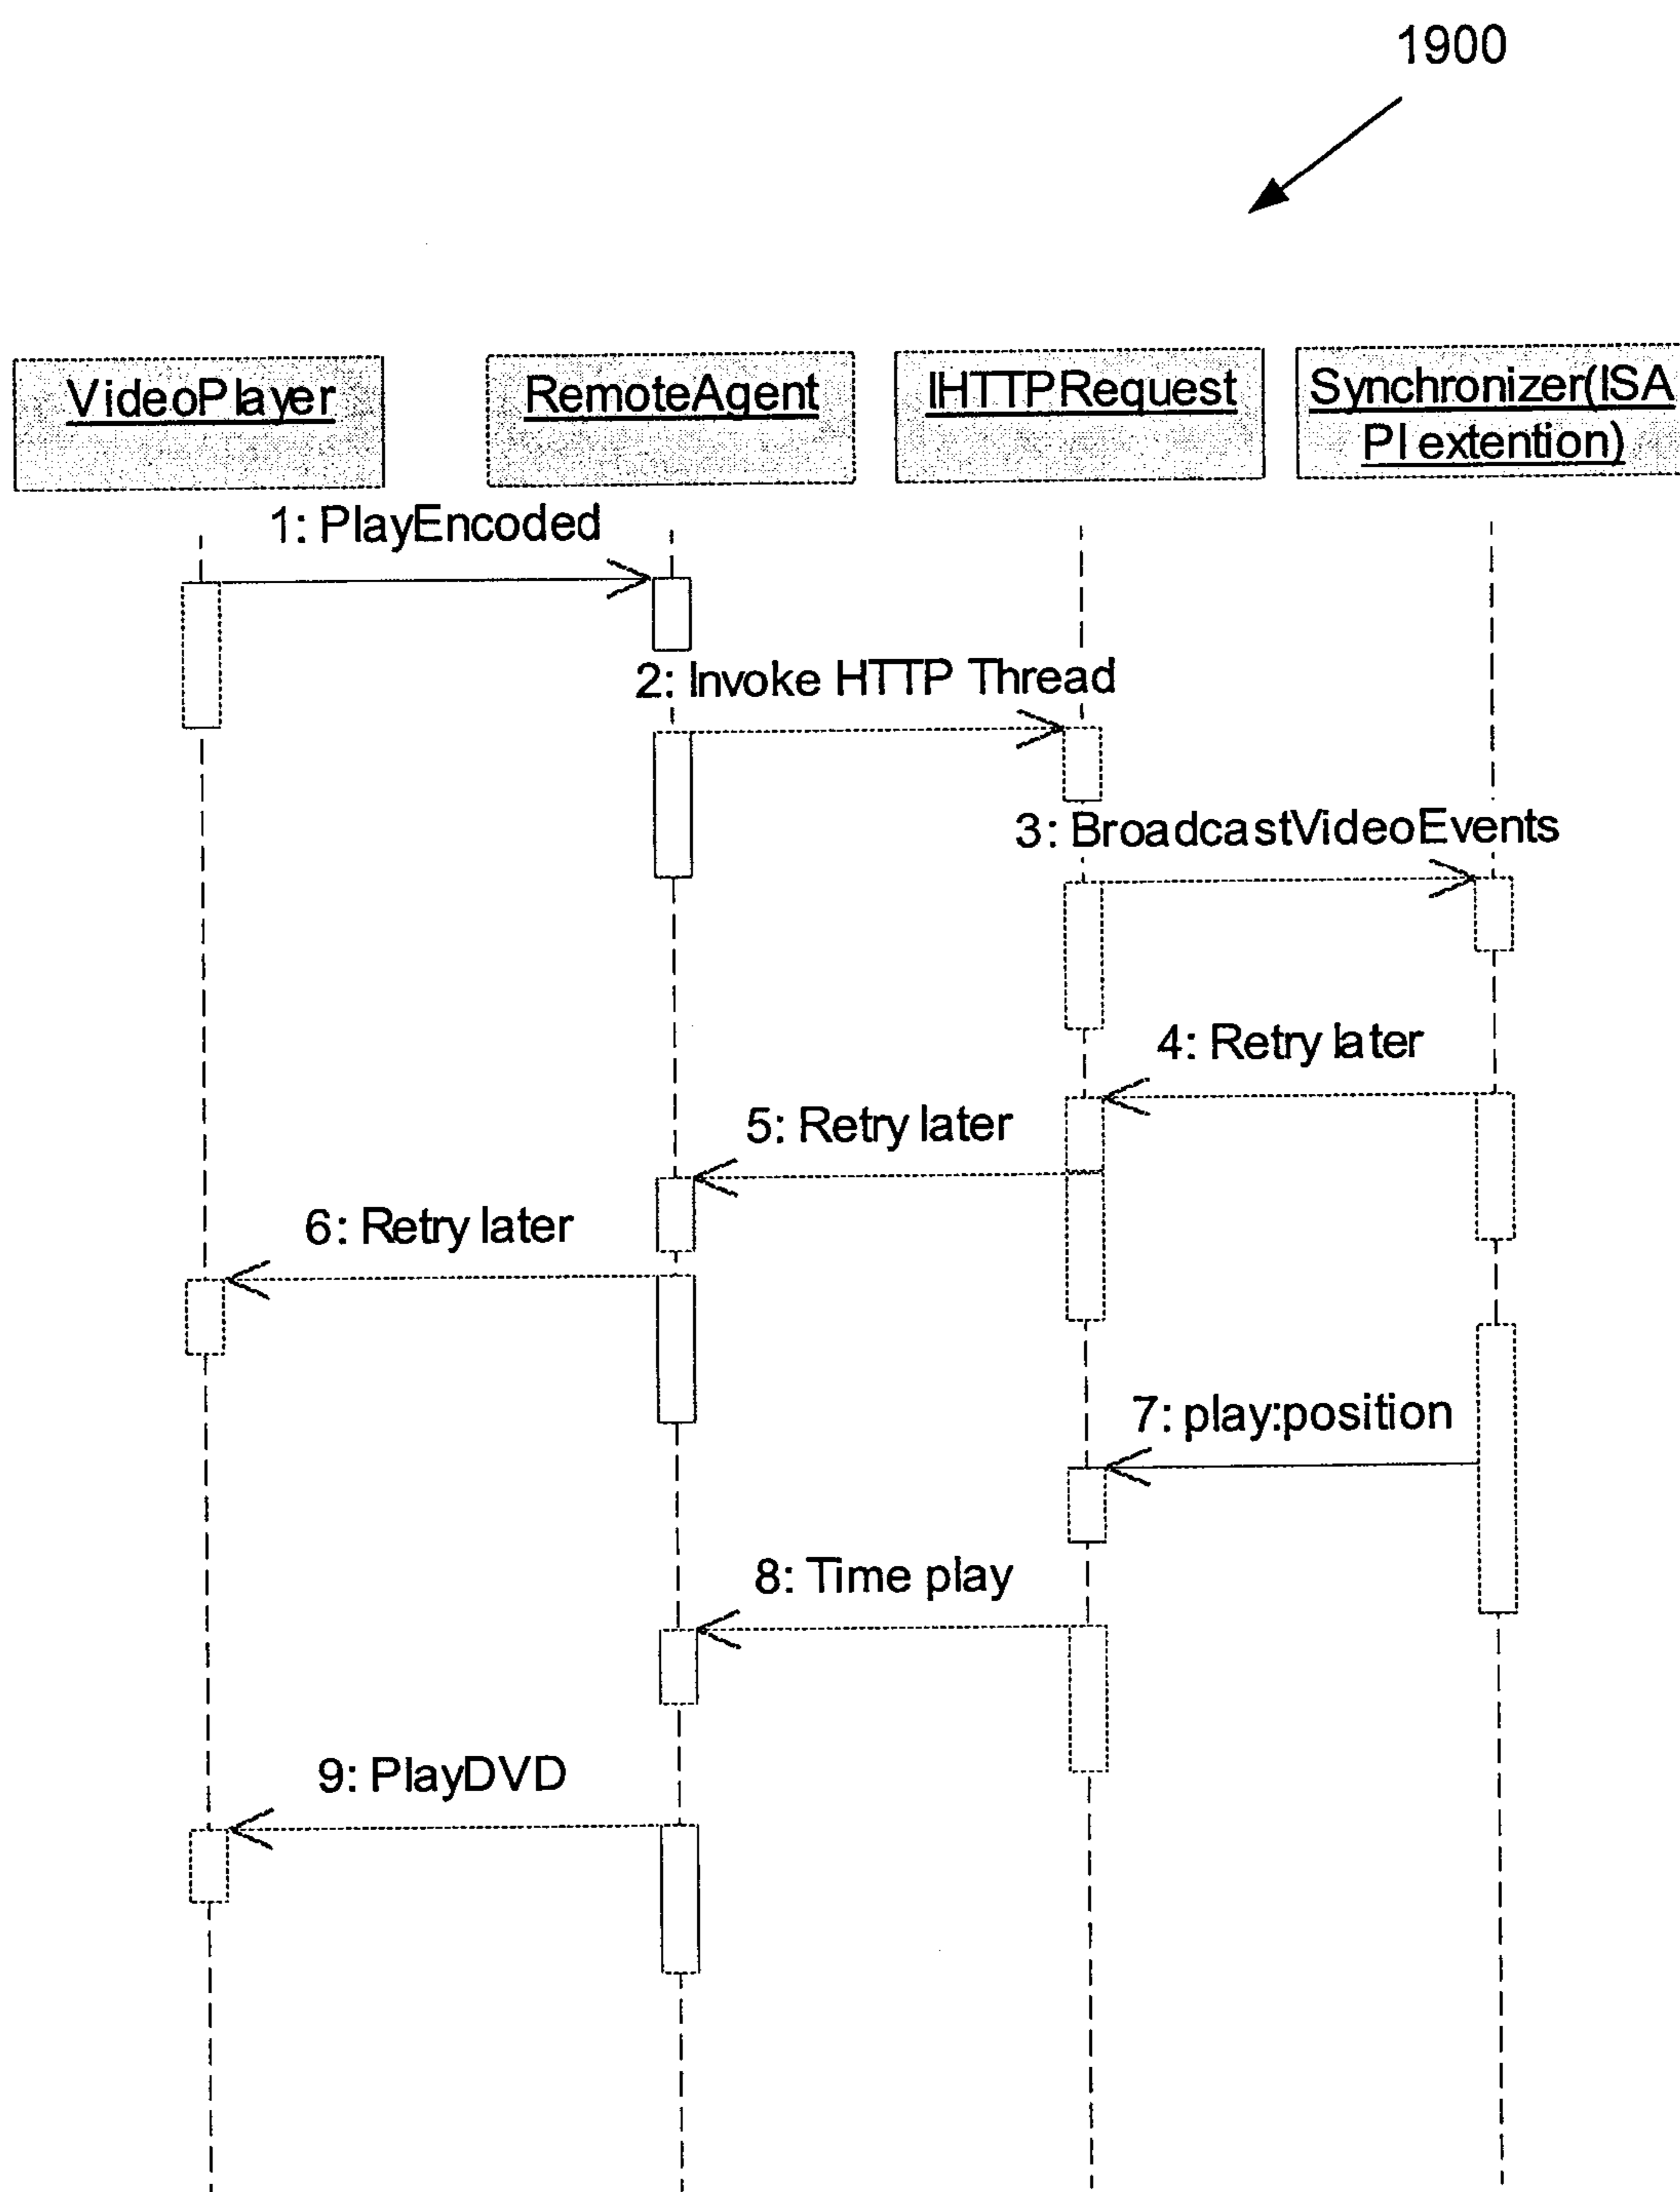 1900
VideoPlayer
RemoteAgent
IHTTPRequest
Synchronizer(ISA
PI extention)
1: PlayEncoded
2: Invoke HTTP Thread
3: BroadcastVideoEvents
4: Retry later
5: Retry later
6: Retry later
7: play:position
8: Time play
9: PlayDVD